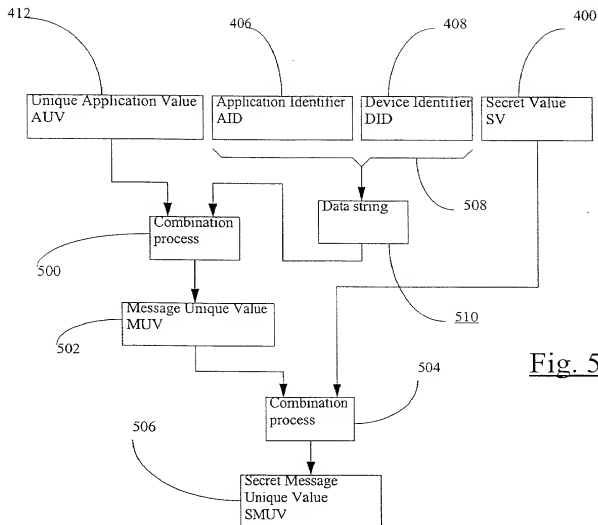 412
406
408
400
Unique Application Value
AUV
Application Identifier
AID
Device Identifier
DID
Secret Value
SV
508
Data string
Combination
process
500
Message Unique Value
MUV
502
510
Fig. 5
Combination
process
504
506
Secret Message
Unique Value
SMUV